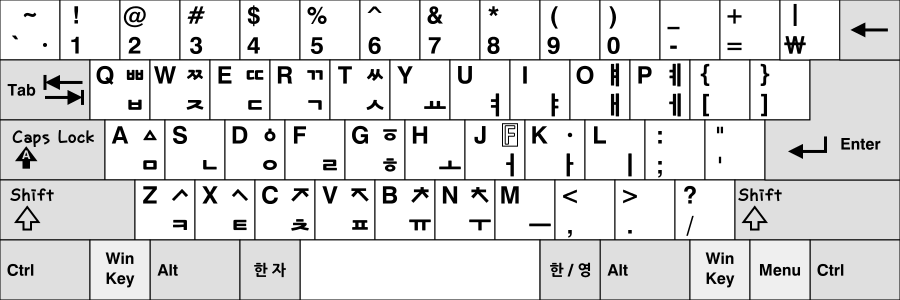 ~ ! @ # $ % ^ & * ( ) _ + |
` · 1 2 3 4 5 6 7 8 9 0 - = ₩
Tab Q ㅃ W ㅉ E ㄸ R ㄲ T ㅆ Y U I O ㅒ P ㅖ { }
ㅂ ㅈ ㄷ ㄱ ㅅ ㅛ ㅕ ㅑ ㅐ ㅔ [ ]
Caps Lock A ㅿ S D ㆁ F G ㆆ H J F K ㆍ L : " Enter
A ㅁ ㄴ ㅇ ㄹ ㅎ ㅗ ㅓ ㅏ ㅣ ; '
Shift Z ᄼ X ᄾ C ᅎ V ᅐ B ᅔ N ᅕ M < > ? Shift
ㅋ ㅌ ㅊ ㅍ ㅠ ㅜ ㅡ , . /
Ctrl Win Key Alt 한자 한/영 Alt Win Key Menu Ctrl